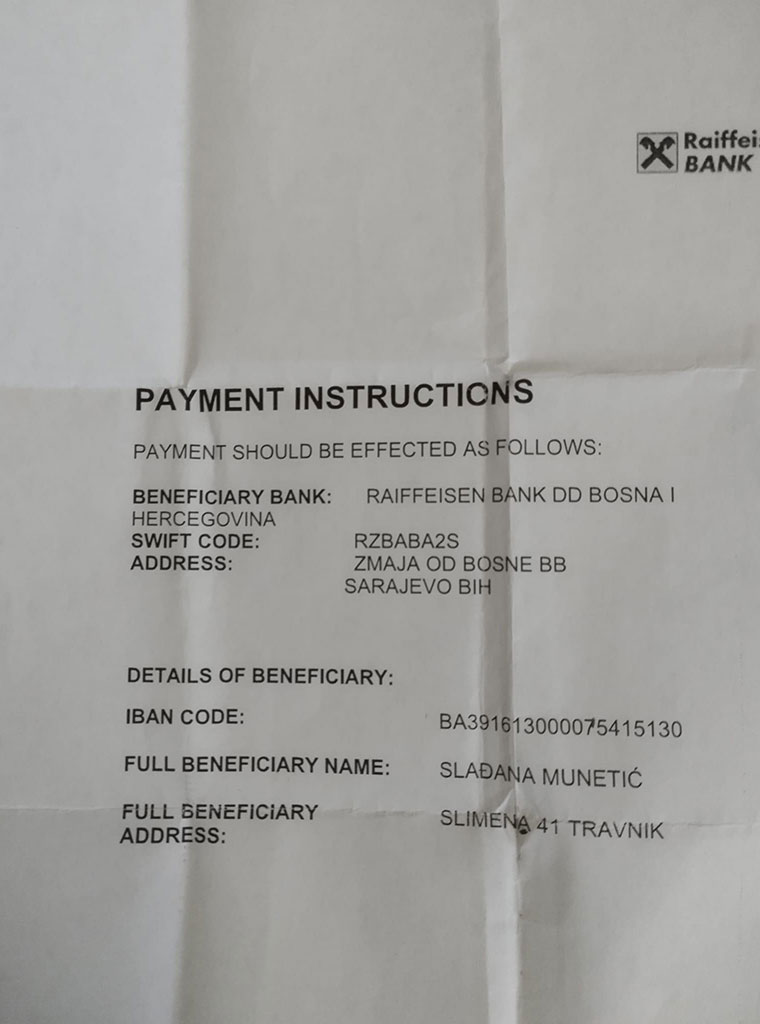 Raiffei
BANK
PAYMENT INSTRUCTIONS
PAYMENT SHOULD BE EFFECTED AS FOLLOWS:
BENEFICIARY BANK: RAIFFEISEN BANK DD BOSNA I
HERCEGOVINA
SWIFT CODE: RZBABA2S
ADDRESS: ZMAJA OD BOSNE BB
SARAJEVO BIH
DETAILS OF BENEFICIARY:
IBAN CODE: BA391613000075415130
FULL BENEFICIARY NAME: SLAĐANA MUNETIĆ
FULL BENEFICIARY SLIMENA 41 TRAVNIK
ADDRESS: